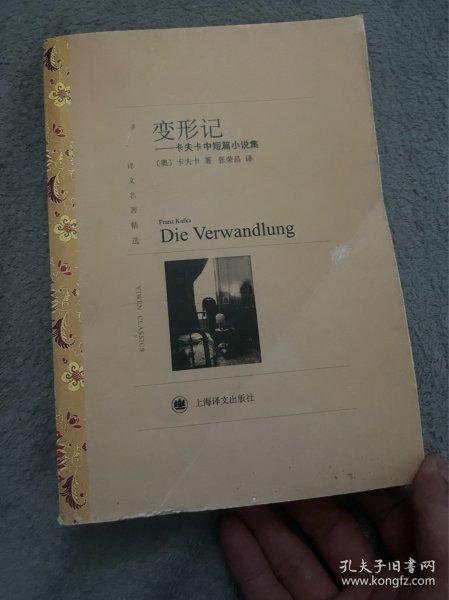 变形记
——卡夫卡中短篇小说集
〔奥〕卡夫卡 著 张荣昌 译
译文名著精选
Franz Kafka
Die Verwandlung
YIWEN CLASSICS
上海译文出版社
孔夫子旧书网
www.kongfz.com